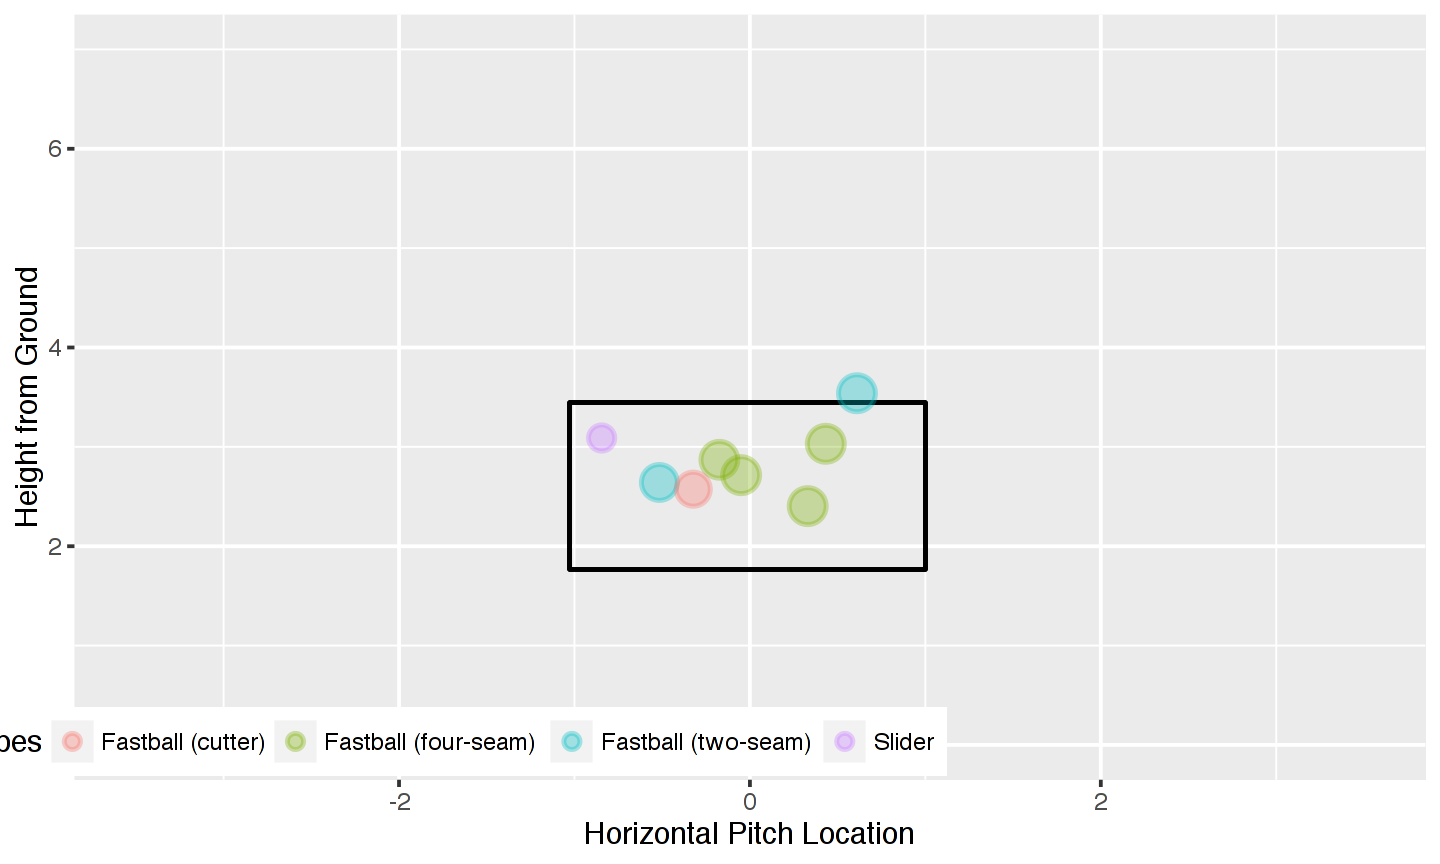 6
4
2
Height from Ground
Fastball (cutter) Fastball (four-seam) Fastball (two-seam) Slider
-2 0 2
Horizontal Pitch Location